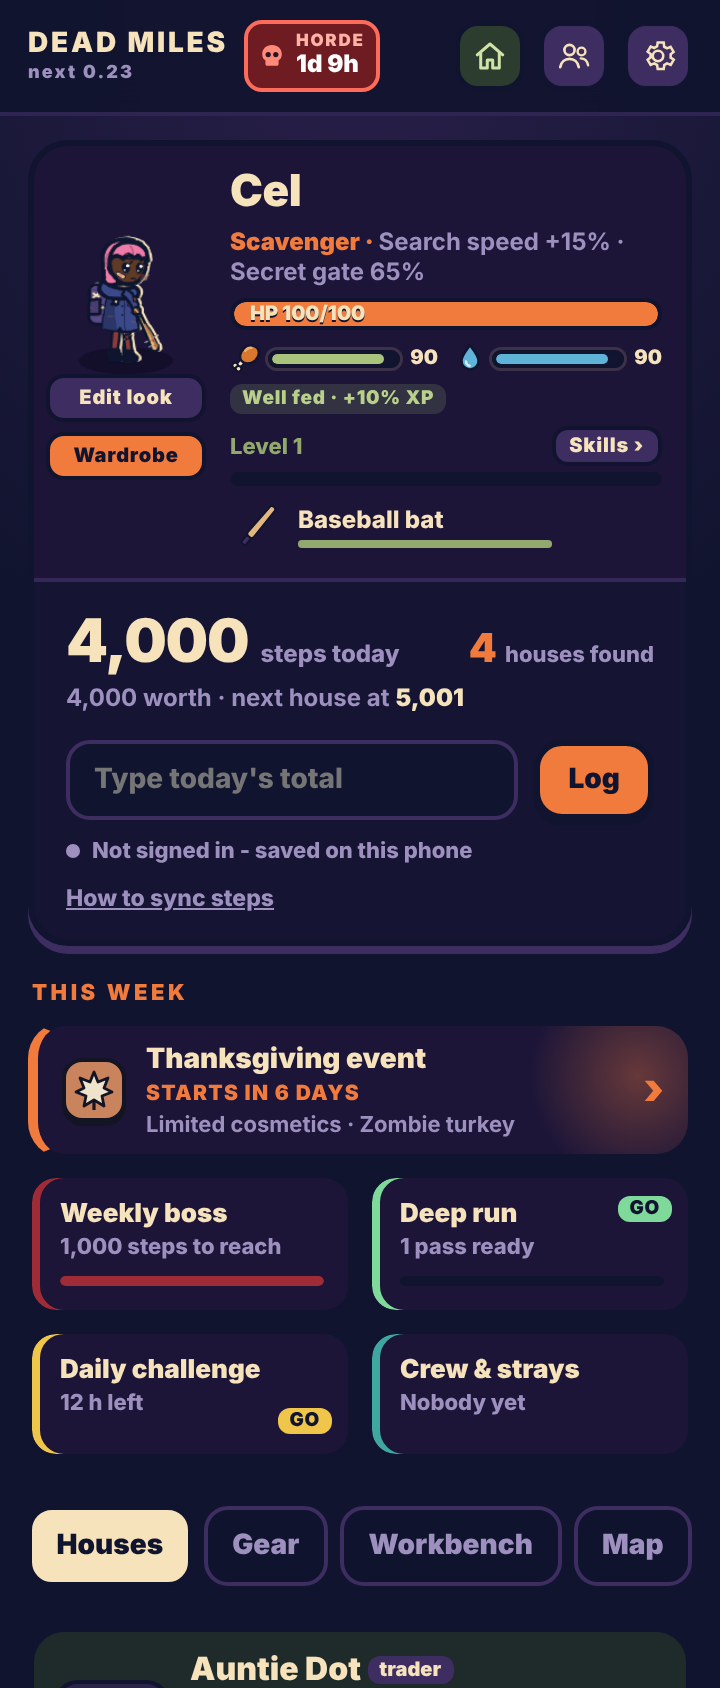 DEAD MILES
next 0.23
HORDE
1d 9h
Cel
Scavenger · Search speed +15% ·
Secret gate 65%
HP 100/100
90
90
Well fed · +10% XP
Edit look
Wardrobe
Level 1
Skills ›
Baseball bat
4,000 steps today
4 houses found
4,000 worth · next house at 5,001
Type today's total
Log
Not signed in - saved on this phone
How to sync steps
THIS WEEK
Thanksgiving event
STARTS IN 6 DAYS
Limited cosmetics · Zombie turkey
›
Weekly boss
1,000 steps to reach
Deep run
GO
1 pass ready
Daily challenge
12 h left
GO
Crew & strays
Nobody yet
Houses
Gear
Workbench
Map
Auntie Dot trader